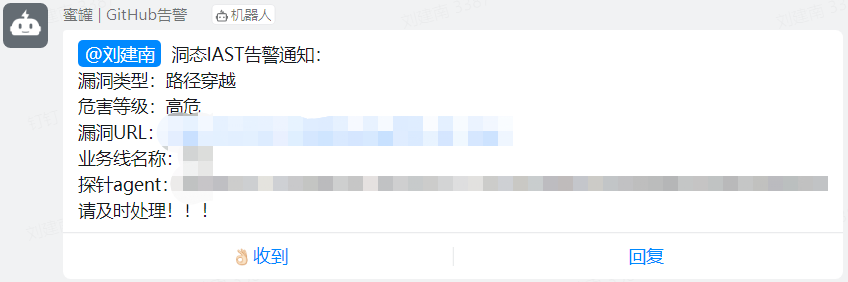 蜜罐 | GitHub告警 机器人
@刘建南 洞态IAST告警通知：
漏洞类型：路径穿越
危害等级：高危
漏洞URL：
业务线名称：
探针agent：
请及时处理！！！
👌🏻收到 回复